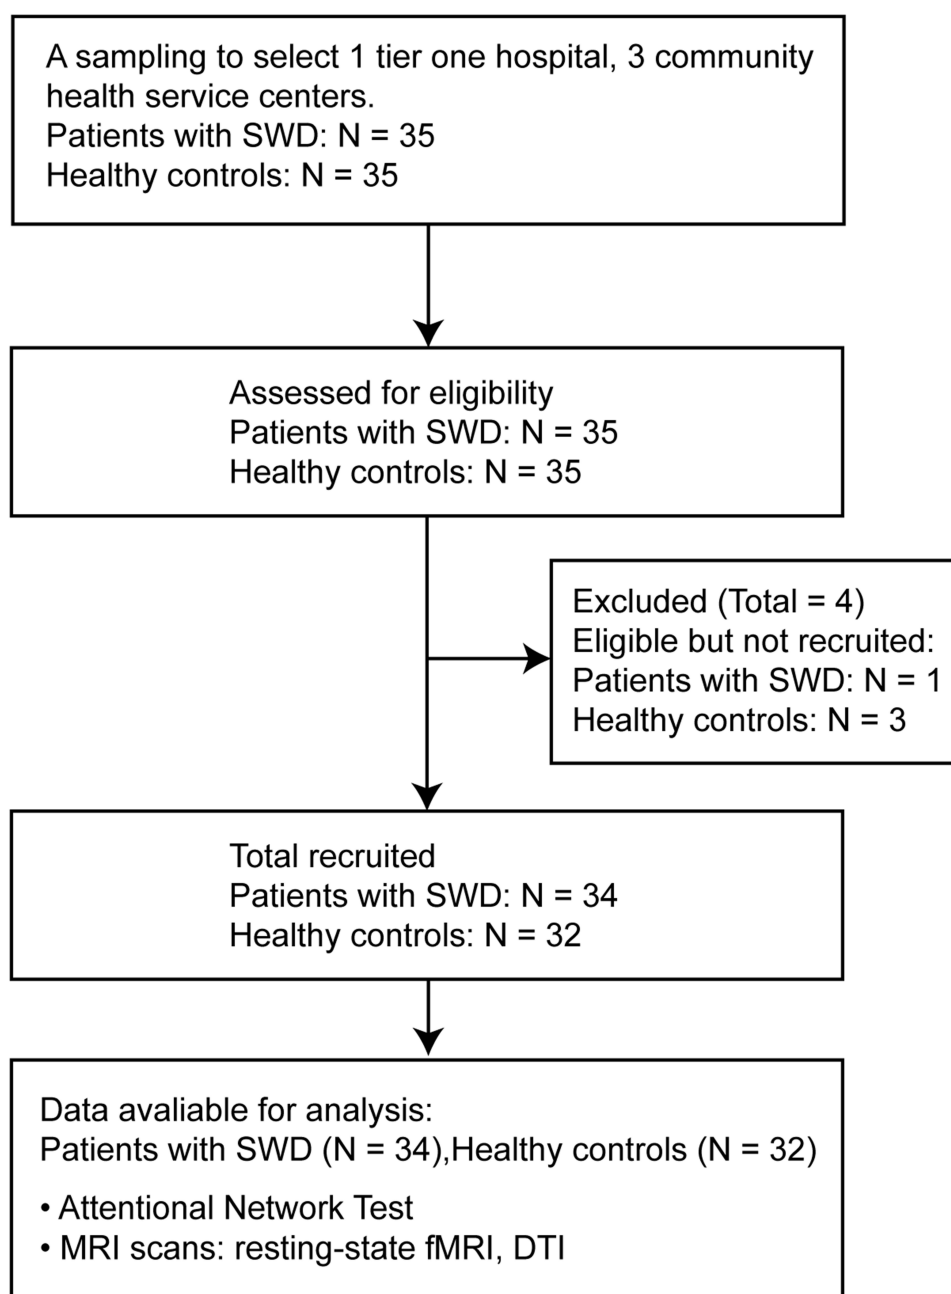 A sampling to select 1 tier one hospital, 3 community
health service centers.
Patients with SWD: N = 35
Healthy controls: N = 35
Assessed for eligibility
Patients with SWD: N = 35
Healthy controls: N = 35
Excluded (Total = 4)
Eligible but not recruited:
Patients with SWD: N = 1
Healthy controls: N = 3
Total recruited
Patients with SWD: N = 34
Healthy controls: N = 32
Data avaliable for analysis:
Patients with SWD (N = 34),Healthy controls (N = 32)
• Attentional Network Test
• MRI scans: resting-state fMRI, DTI